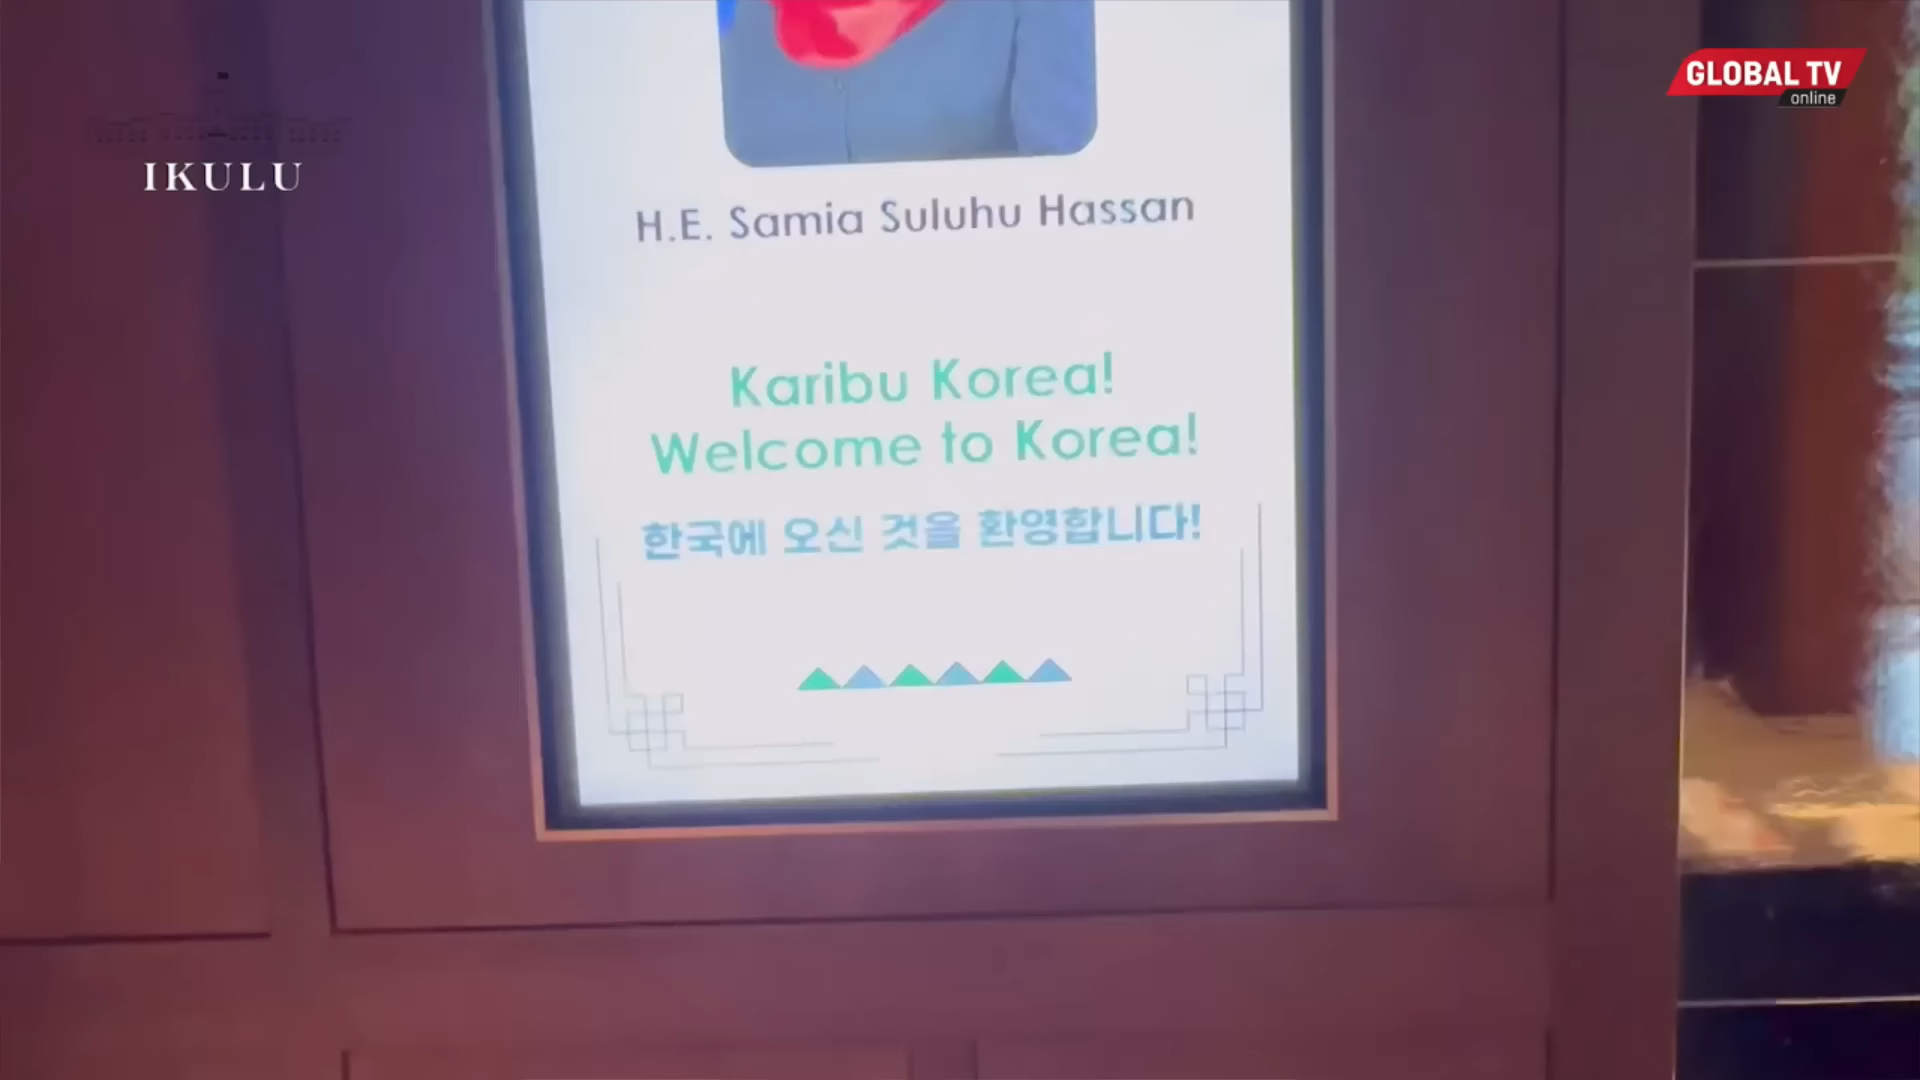 GLOBAL TV
online
IKULU
H.E. Samia Suluhu Hassan
Karibu Korea!
Welcome to Korea!
한국에 오신 것을 환영합니다!